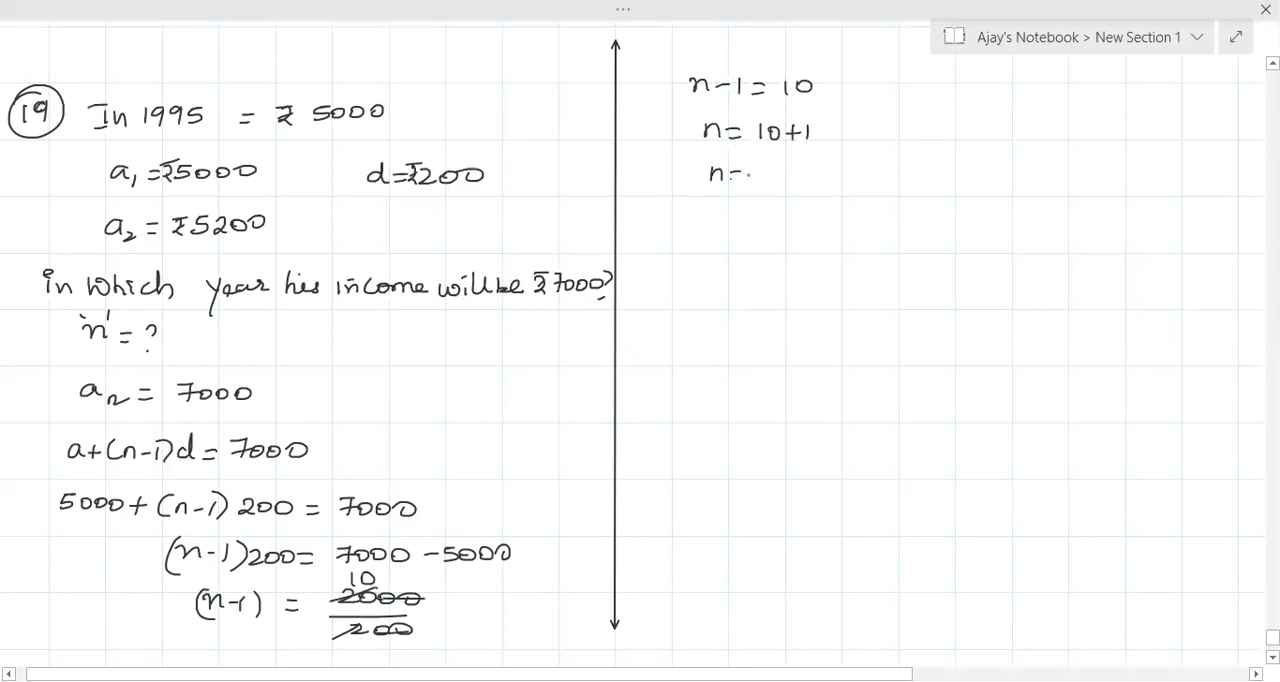 Ajay's Notebook > New Section 1
19 In 1995 = ₹ 5000
a₁ = ₹5000 d = ₹200
a₂ = ₹5200
in which year his income will be ₹7000?
'n' = ?
aₙ = 7000
a+(n-1)d = 7000
5000+(n-1) 200 = 7000
(n-1)200 = 7000 - 5000
10
(n-1) = 2000
200
n-1 = 10
n = 10+1
n =